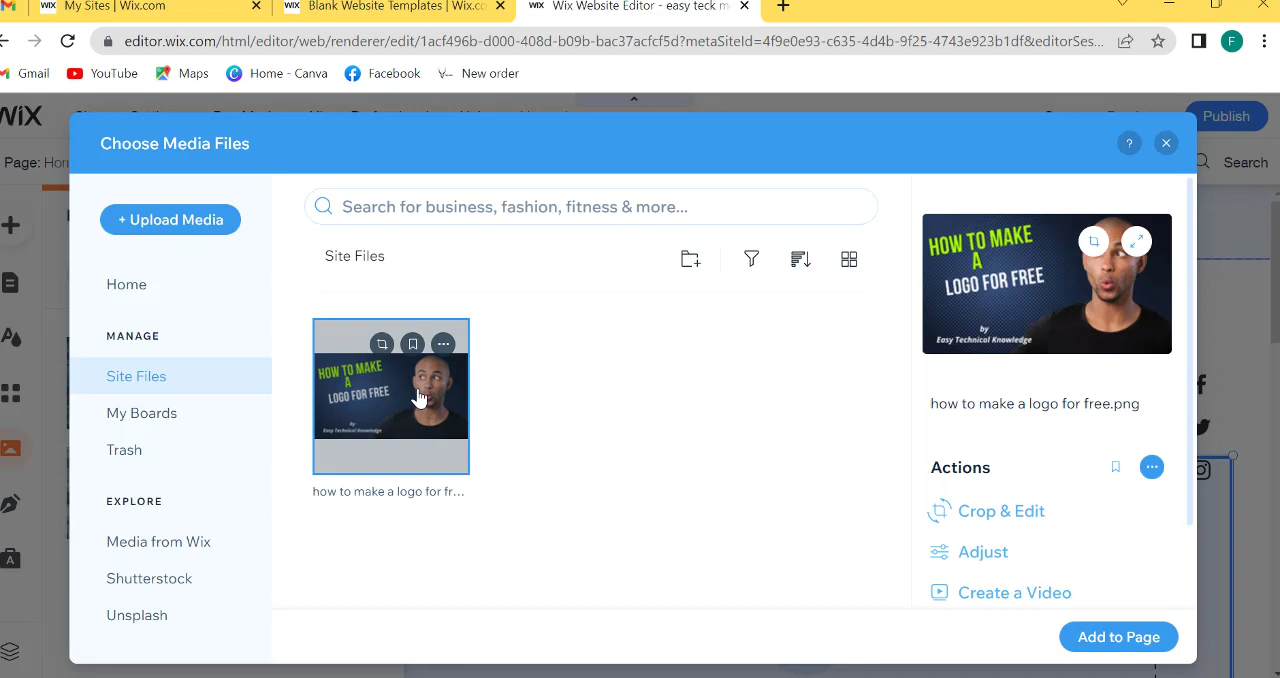 My Sites | Wix.com
Blank Website Templates | Wix.c
Wix Website Editor - easy teck m
editor.wix.com/html/editor/web/renderer/edit/1acf496b-d000-408d-b09b-bac37acfcf5d?metaSiteId=4f9e0e93-c635-4d4b-9f25-4743e923b1df&editorSes...
F
Gmail
YouTube
Maps
Home - Canva
Facebook
New order
WiX
Publish
Page: Hom
Search
Choose Media Files
?
+ Upload Media
Search for business, fashion, fitness & more...
Home
Site Files
MANAGE
Site Files
My Boards
Trash
EXPLORE
Media from Wix
Shutterstock
Unsplash
HOW TO MAKE
A
LOGO FOR FREE
by
Easy Technical Knowledge
how to make a logo for fr...
HOW TO MAKE
A
LOGO FOR FREE
by
Easy Technical Knowledge
how to make a logo for free.png
Actions
Crop & Edit
Adjust
Create a Video
Add to Page